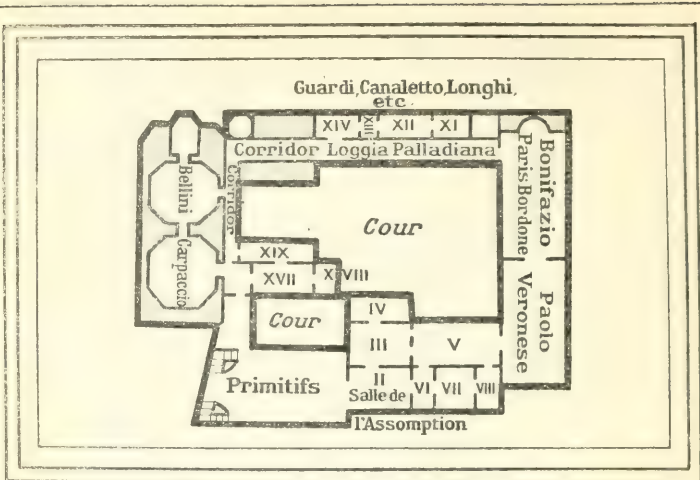 Guardi, Canaletto, Longhi,
etc
XIV XIII XII XI
Corridor Loggia Palladiana
Bonifazio
Paris Bordone
Bellini
Corridor
Cour
Carpaccio
XIX
XVII XVIII
Paolo
Veronese
Cour
IV
III V
Primitifs
II
Salle de
l'Assomption
VI VII VIII